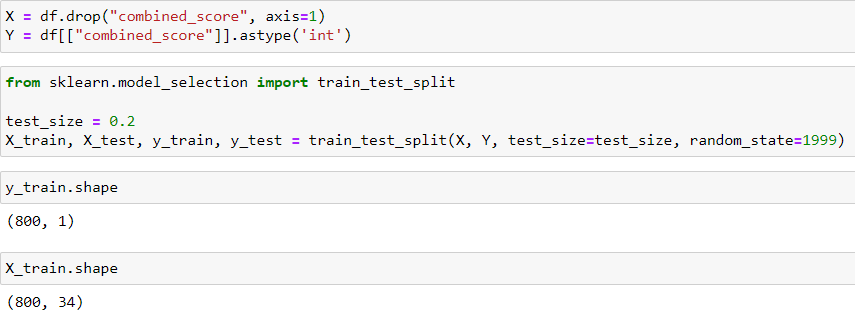 X = df.drop("combined_score", axis=1)
Y = df[["combined_score"]].astype('int')
from sklearn.model_selection import train_test_split
test_size = 0.2
X_train, X_test, y_train, y_test = train_test_split(X, Y, test_size=test_size, random_state=1999)
y_train.shape
(800, 1)
X_train.shape
(800, 34)